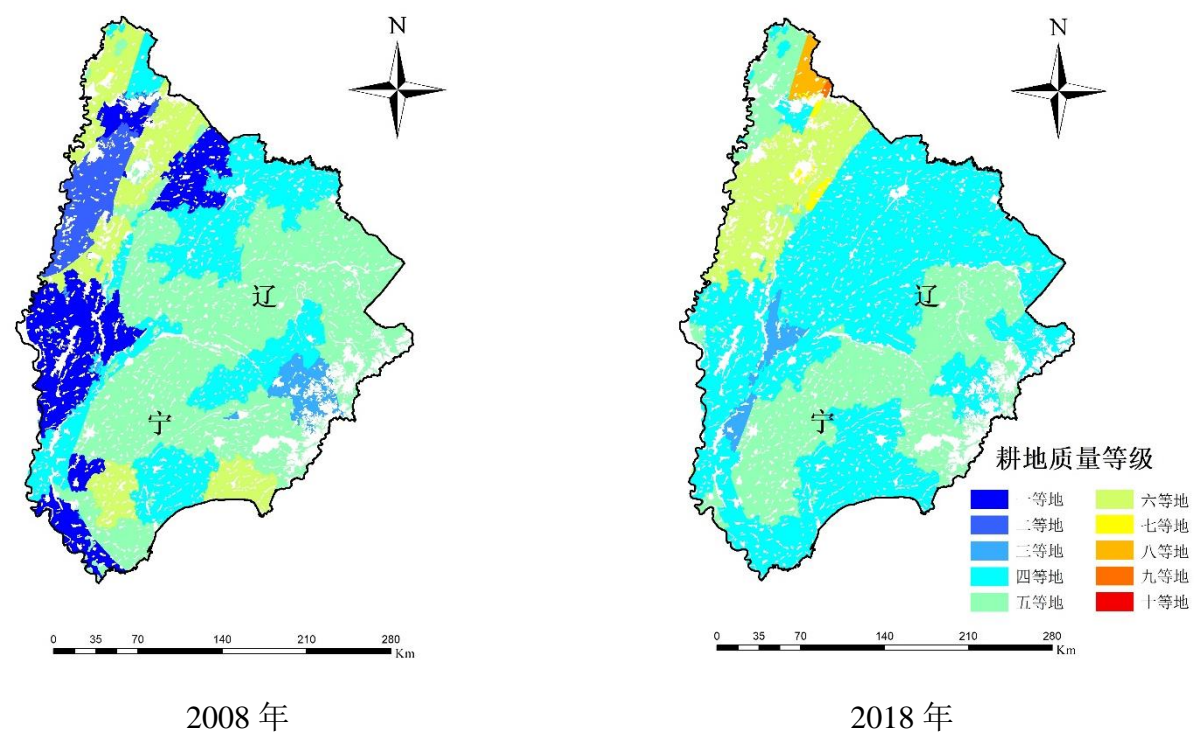 N
N
辽
宁
辽
宁
耕地质量等级
一等地
二等地
三等地
四等地
五等地
六等地
七等地
八等地
九等地
十等地
0 35 70 140 210 280
Km
0 35 70 140 210 280
Km
2008 年
2018 年